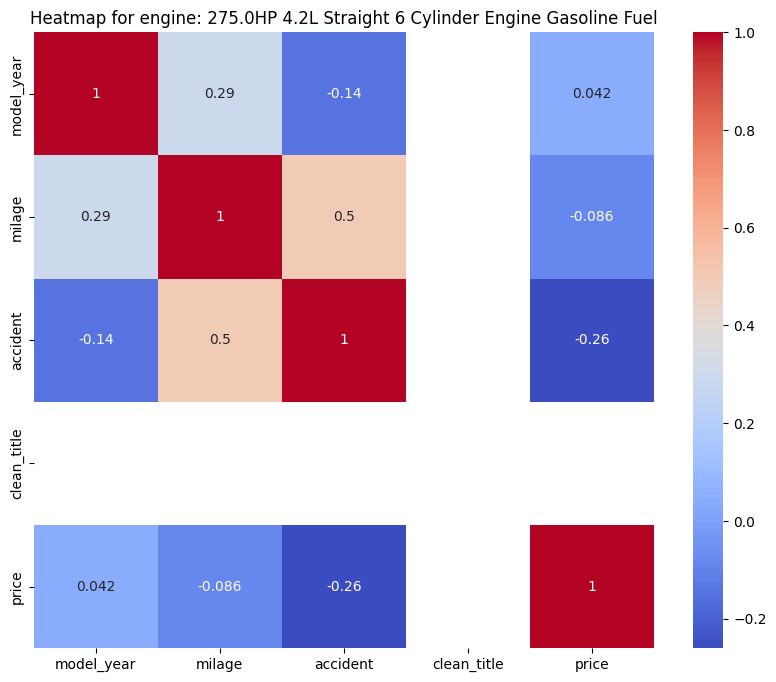 Heatmap for engine: 275.0HP 4.2L Straight 6 Cylinder Engine Gasoline Fuel
model_year
1
0.29
-0.14
0.042
milage
0.29
1
0.5
-0.086
accident
-0.14
0.5
1
-0.26
clean_title
price
0.042
-0.086
-0.26
1
model_year
milage
accident
clean_title
price
1.0
0.8
0.6
0.4
0.2
0.0
−0.2